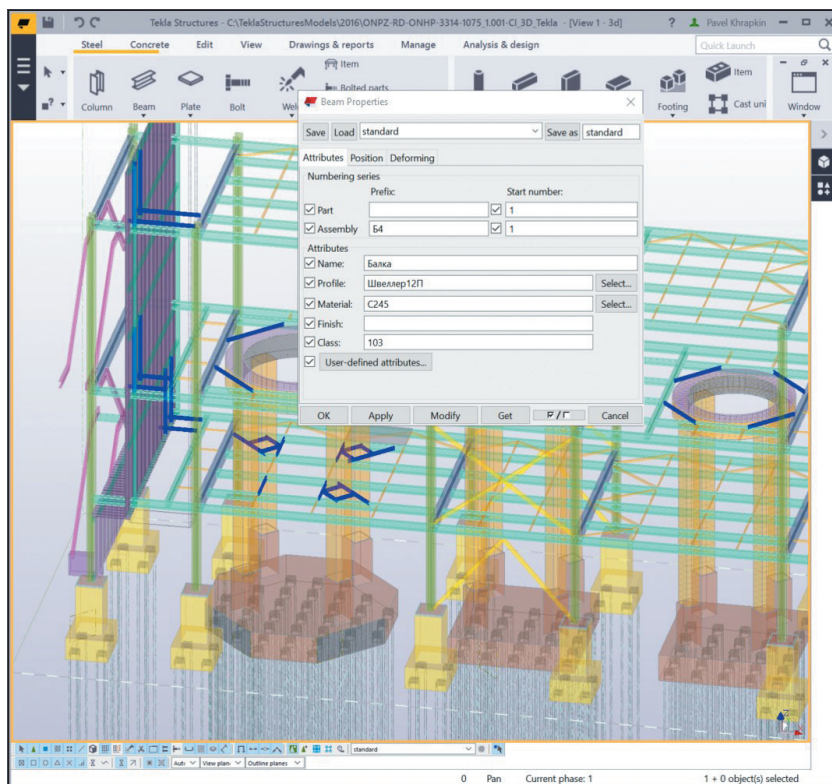 Tekla Structures - C:\TeklaStructuresModels\2016\ONPZ-RD-ONHP-3314-1075_1.001-CI_3D_Tekla - [View 1 - 3d]
? Pavel Khrapkin
Steel Concrete Edit View Drawings & reports Manage Analysis & design Quick Launch
Item
Bolted parts
Column Beam Plate Bolt
Footing
Item
Cast uni
Window
Beam Properties
Save Load standard Save as standard
Attributes Position Deforming
Numbering series
Prefix: Start number:
Part 1
Assembly Б4 1
Attributes
Name: Балка
Profile: Швеллер12П Select...
Material: C245 Select...
Finish:
Class: 103
User-defined attributes...
OK Apply Modify Get Cancel
standard
View plan Outline planes
0 Pan Current phase: 1 1 + 0 object(s) selected